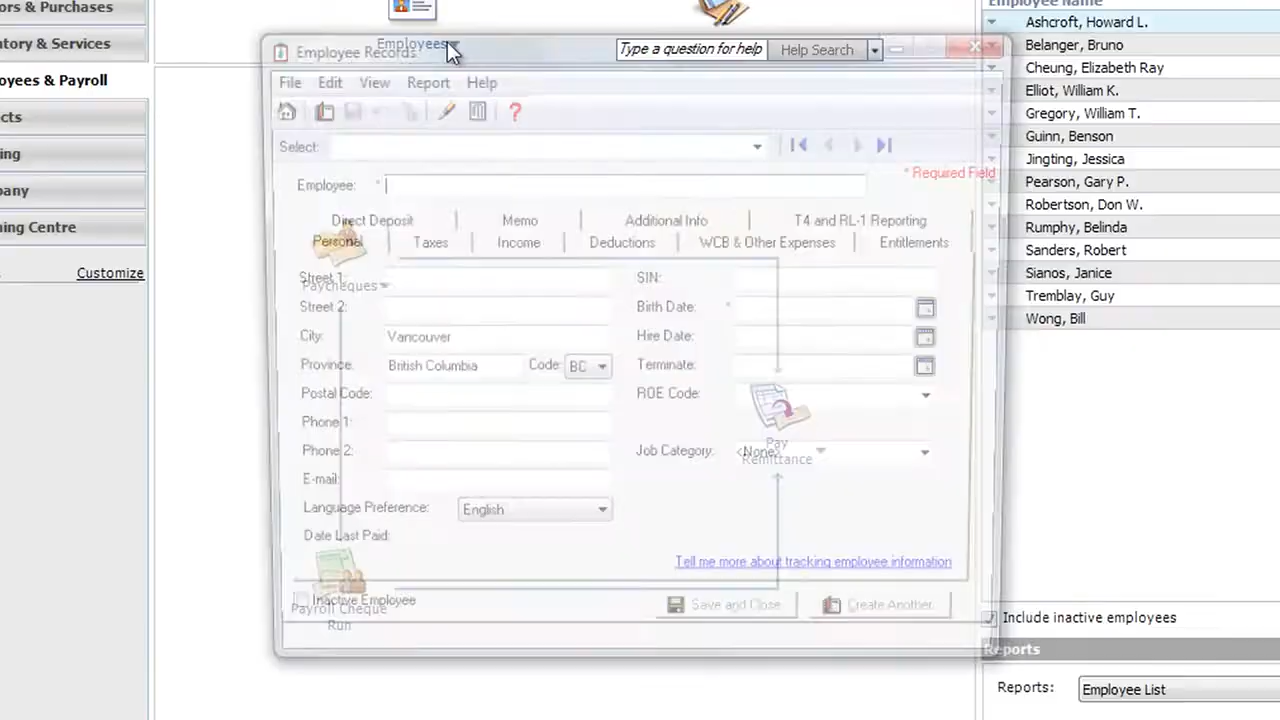 rs & Purchases
tory & Services
oyees & Payroll
cts
ing
any
ning Centre
Customize
Employees
Employee Records
Type a question for help
Help Search
File Edit View Report Help
Select:
* Required Field
Employee: *
Direct Deposit Memo Additional Info T4 and RL-1 Reporting
Personal Taxes Income Deductions WCB & Other Expenses Entitlements
Street 1:
SIN:
Paycheques
Street 2:
Birth Date: *
City: Vancouver
Hire Date:
Province: British Columbia Code: BC
Terminate:
Postal Code:
ROE Code:
Phone 1:
Pay
Remittance
Phone 2:
Job Category: <None>
E-mail:
Language Preference: English
Date Last Paid:
Tell me more about tracking employee information
Inactive Employee
Payroll Cheque
Run
Save and Close
Create Another
Employee Name
Ashcroft, Howard L.
Belanger, Bruno
Cheung, Elizabeth Ray
Elliot, William K.
Gregory, William T.
Guinn, Benson
Jingting, Jessica
Pearson, Gary P.
Robertson, Don W.
Rumphy, Belinda
Sanders, Robert
Sianos, Janice
Tremblay, Guy
Wong, Bill
Include inactive employees
Reports
Reports: Employee List